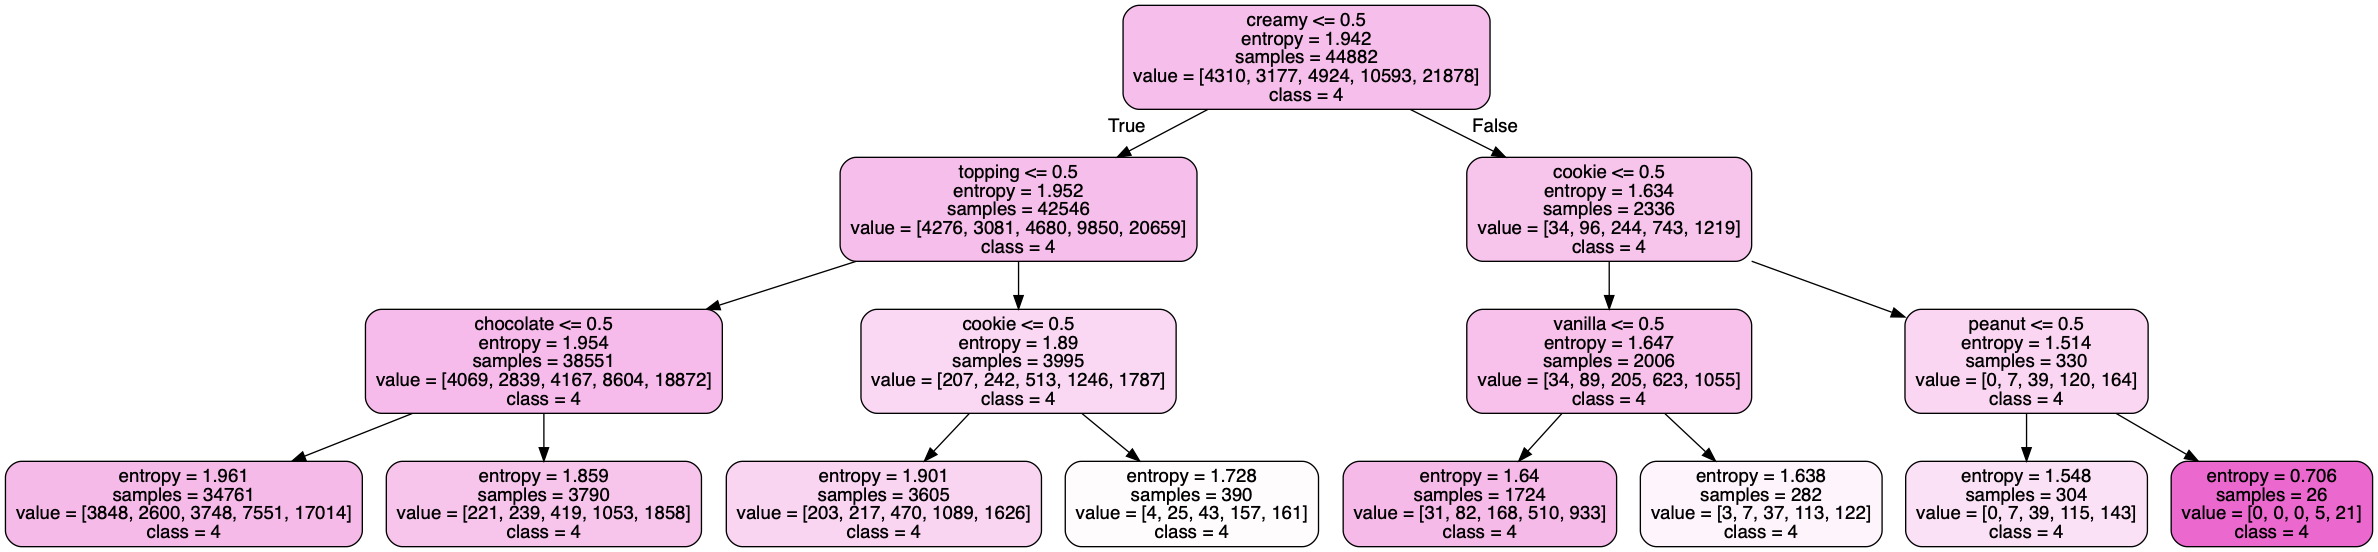 creamy <= 0.5
entropy = 1.942
samples = 44882
value = [4310, 3177, 4924, 10593, 21878]
class = 4
True
False
topping <= 0.5
entropy = 1.952
samples = 42546
value = [4276, 3081, 4680, 9850, 20659]
class = 4
cookie <= 0.5
entropy = 1.634
samples = 2336
value = [34, 96, 244, 743, 1219]
class = 4
chocolate <= 0.5
entropy = 1.954
samples = 38551
value = [4069, 2839, 4167, 8604, 18872]
class = 4
cookie <= 0.5
entropy = 1.89
samples = 3995
value = [207, 242, 513, 1246, 1787]
class = 4
vanilla <= 0.5
entropy = 1.647
samples = 2006
value = [34, 89, 205, 623, 1055]
class = 4
peanut <= 0.5
entropy = 1.514
samples = 330
value = [0, 7, 39, 120, 164]
class = 4
entropy = 1.961
samples = 34761
value = [3848, 2600, 3748, 7551, 17014]
class = 4
entropy = 1.859
samples = 3790
value = [221, 239, 419, 1053, 1858]
class = 4
entropy = 1.901
samples = 3605
value = [203, 217, 470, 1089, 1626]
class = 4
entropy = 1.728
samples = 390
value = [4, 25, 43, 157, 161]
class = 4
entropy = 1.64
samples = 1724
value = [31, 82, 168, 510, 933]
class = 4
entropy = 1.638
samples = 282
value = [3, 7, 37, 113, 122]
class = 4
entropy = 1.548
samples = 304
value = [0, 7, 39, 115, 143]
class = 4
entropy = 0.706
samples = 26
value = [0, 0, 0, 5, 21]
class = 4